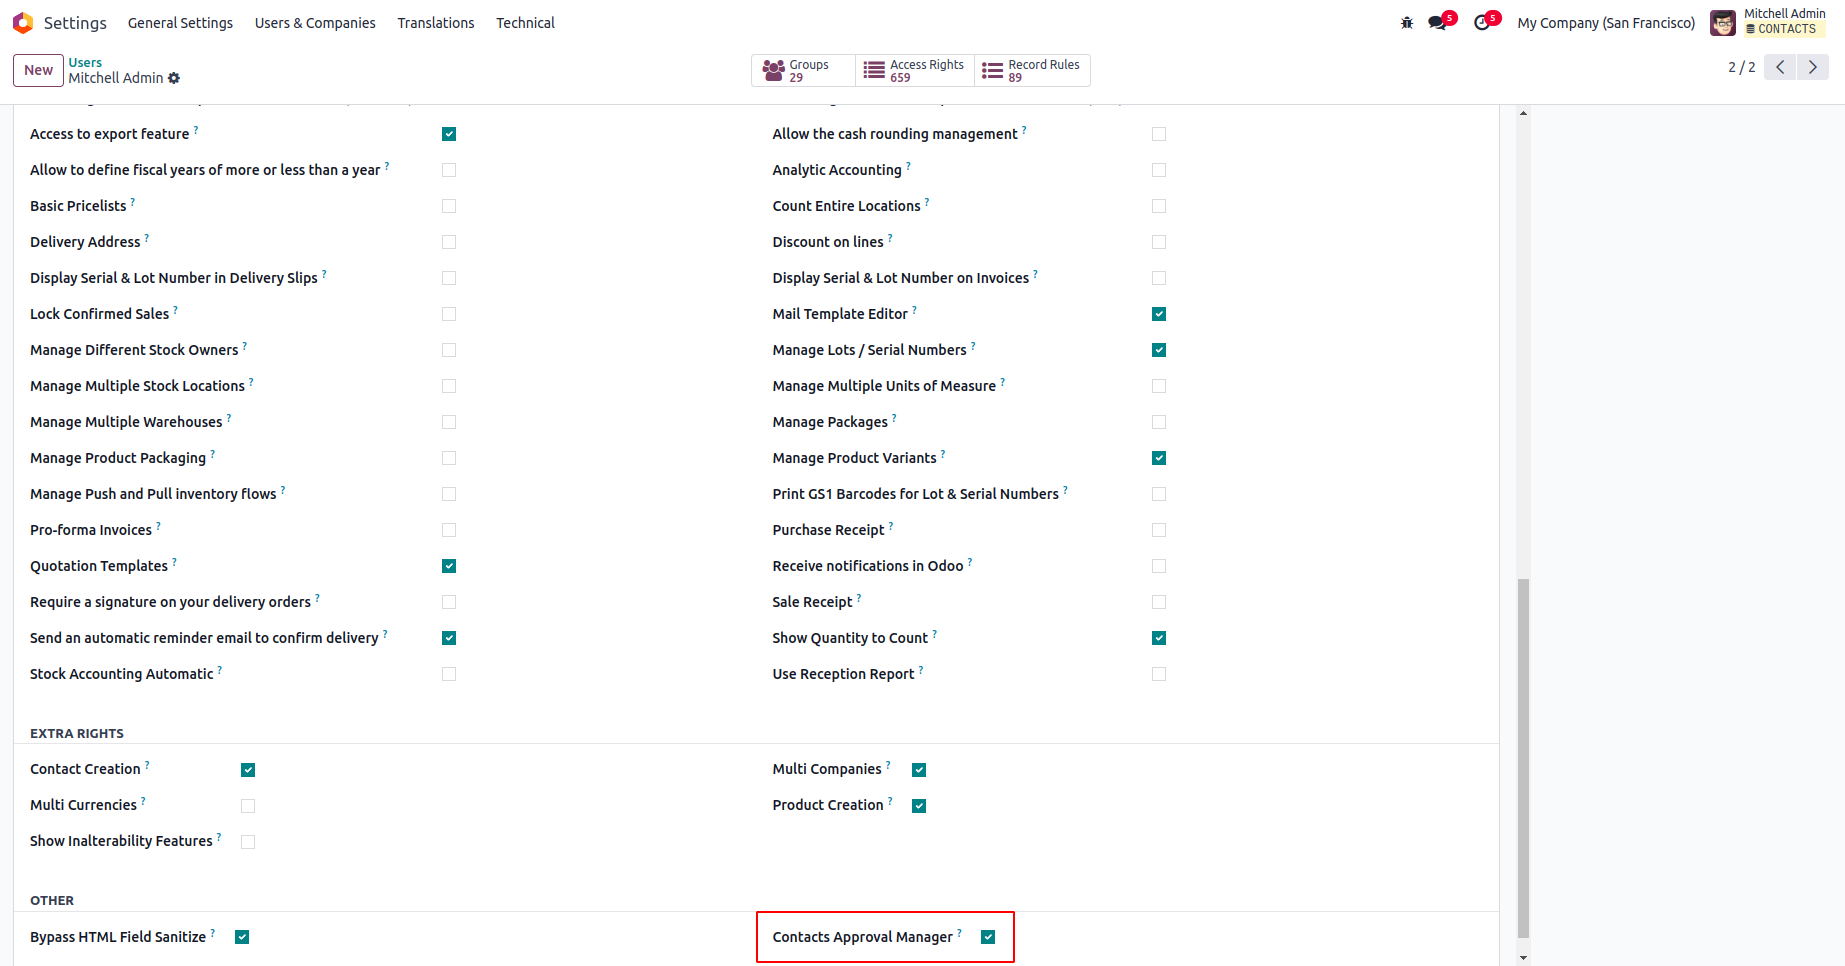 Settings General Settings Users & Companies Translations Technical 5 5 My Company (San Francisco) Mitchell Admin
CONTACTS
New Users
Mitchell Admin
Groups
29
Access Rights
659
Record Rules
89
2 / 2
Access to export feature ? Allow the cash rounding management ?
Allow to define fiscal years of more or less than a year ? Analytic Accounting ?
Basic Pricelists ? Count Entire Locations ?
Delivery Address ? Discount on lines ?
Display Serial & Lot Number in Delivery Slips ? Display Serial & Lot Number on Invoices ?
Lock Confirmed Sales ? Mail Template Editor ?
Manage Different Stock Owners ? Manage Lots / Serial Numbers ?
Manage Multiple Stock Locations ? Manage Multiple Units of Measure ?
Manage Multiple Warehouses ? Manage Packages ?
Manage Product Packaging ? Manage Product Variants ?
Manage Push and Pull inventory flows ? Print GS1 Barcodes for Lot & Serial Numbers ?
Pro-forma Invoices ? Purchase Receipt ?
Quotation Templates ? Receive notifications in Odoo ?
Require a signature on your delivery orders ? Sale Receipt ?
Send an automatic reminder email to confirm delivery ? Show Quantity to Count ?
Stock Accounting Automatic ? Use Reception Report ?
EXTRA RIGHTS
Contact Creation ? Multi Companies ?
Multi Currencies ? Product Creation ?
Show Inalterability Features ?
OTHER
Bypass HTML Field Sanitize ? Contacts Approval Manager ?